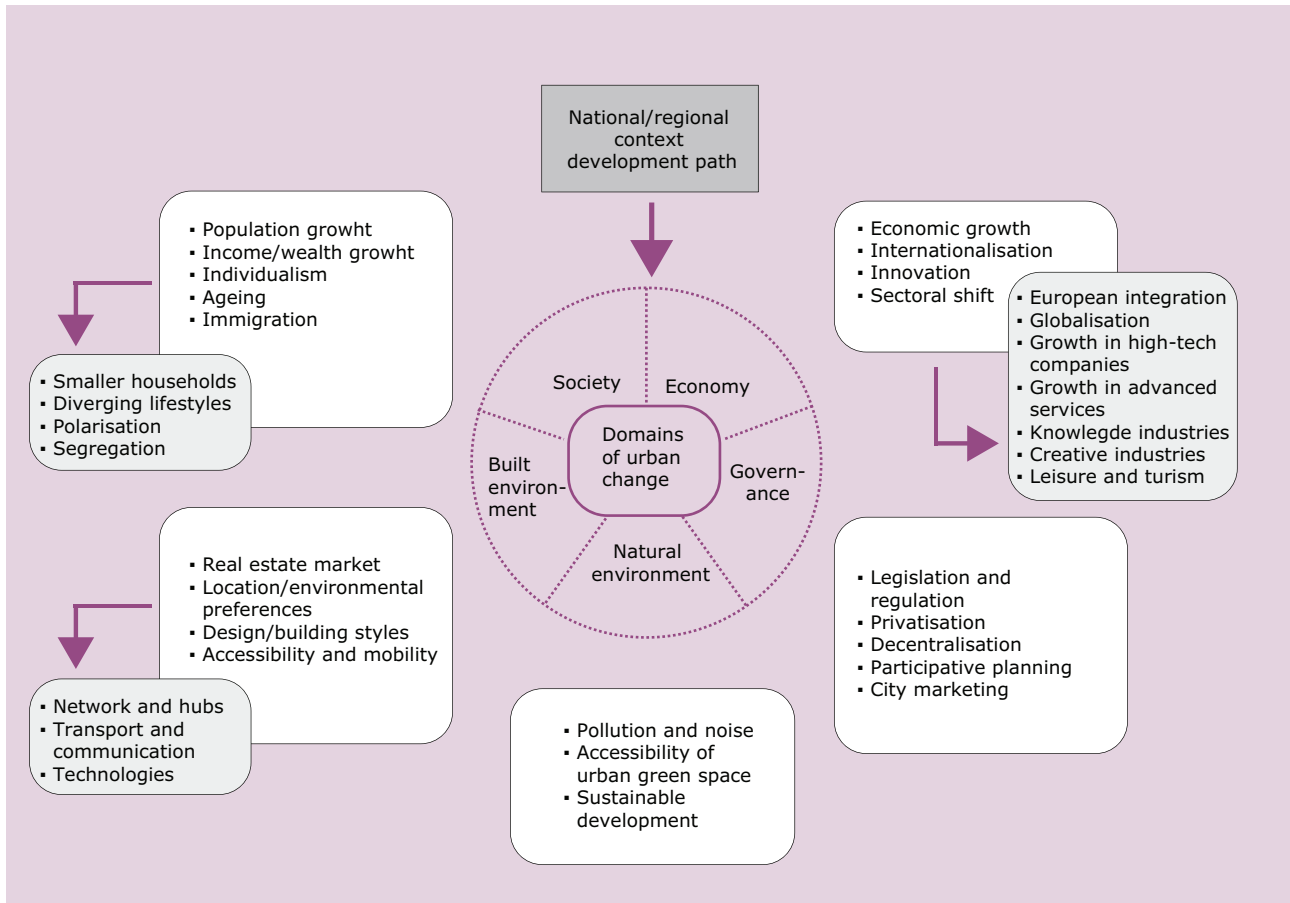 National/regional
context
development path
▪ Population growht
▪ Income/wealth growht
▪ Individualism
▪ Ageing
▪ Immigration
▪ Smaller households
▪ Diverging lifestyles
▪ Polarisation
▪ Segregation
▪ Economic growth
▪ Internationalisation
▪ Innovation
▪ Sectoral shift
▪ European integration
▪ Globalisation
▪ Growth in high-tech
companies
▪ Growth in advanced
services
▪ Knowlegde industries
▪ Creative industries
▪ Leisure and turism
Society
Economy
Domains
of urban
change
Built
environ-
ment
Govern-
ance
Natural
environment
▪ Real estate market
▪ Location/environmental
preferences
▪ Design/building styles
▪ Accessibility and mobility
▪ Network and hubs
▪ Transport and
communication
▪ Technologies
▪ Legislation and
regulation
▪ Privatisation
▪ Decentralisation
▪ Participative planning
▪ City marketing
▪ Pollution and noise
▪ Accessibility of
urban green space
▪ Sustainable
development